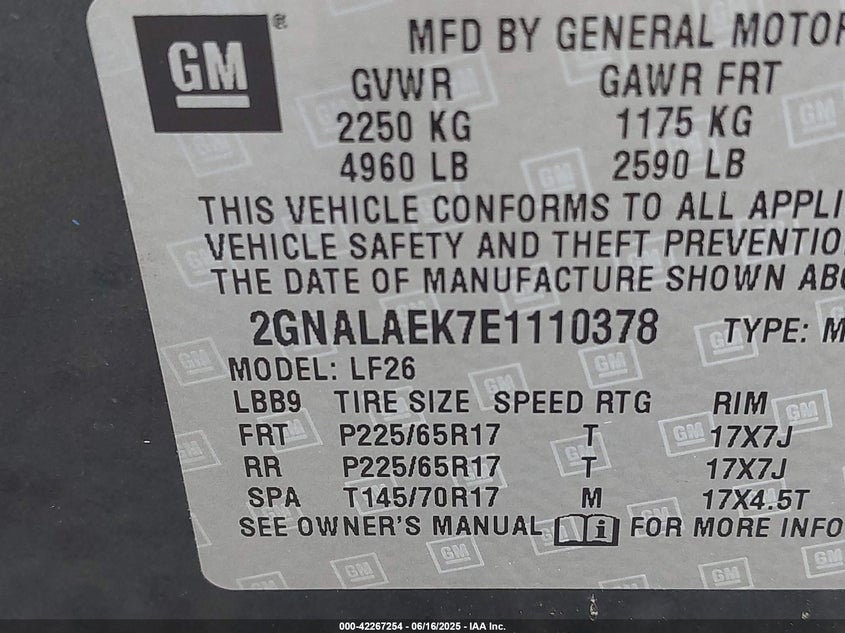 GM ®
MFD BY GENERAL MOTOR
GVWR GAWR FRT
2250 KG 1175 KG
4960 LB 2590 LB
THIS VEHICLE CONFORMS TO ALL APPLI
VEHICLE SAFETY AND THEFT PREVENTIO
THE DATE OF MANUFACTURE SHOWN ABO
2GNALAEK7E1110378 TYPE: M
MODEL: LF26
LBB9 TIRE SIZE SPEED RTG RIM
FRT P225/65R17 T 17X7J
RR P225/65R17 T 17X7J
SPA T145/70R17 M 17X4.5T
SEE OWNER'S MANUAL i FOR MORE INFO
000-42267254 - 06/16/2025 - IAA Inc.